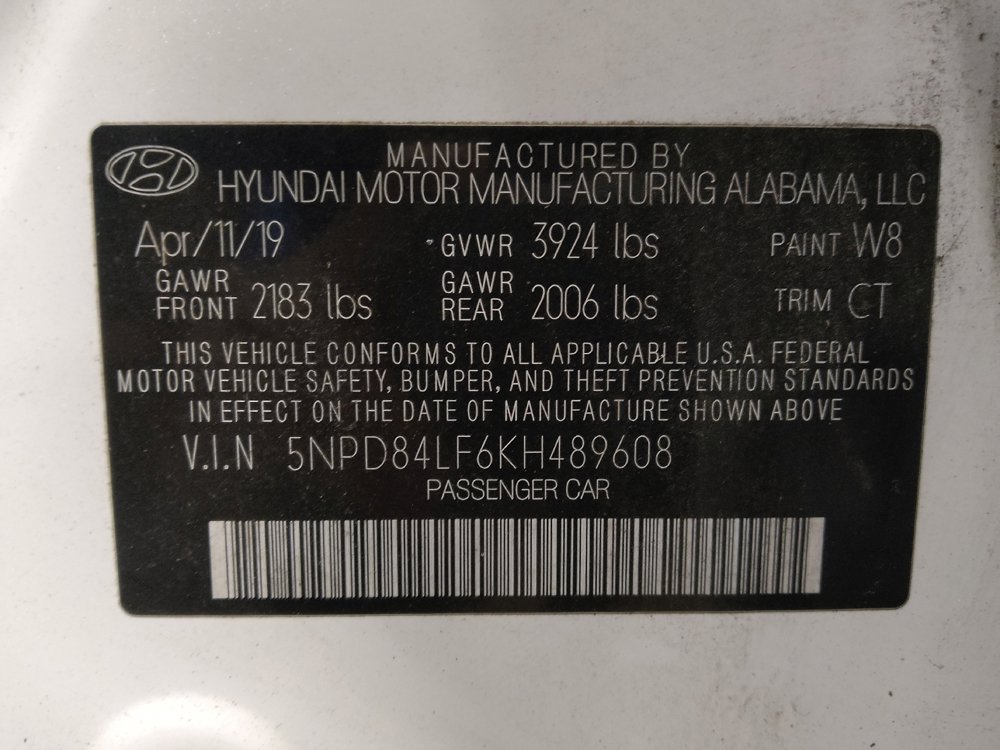 MANUFACTURED BY
HYUNDAI MOTOR MANUFACTURING ALABAMA, LLC
Apr/11/19 GVWR 3924 lbs PAINT W8
GAWR FRONT 2183 lbs GAWR REAR 2006 lbs TRIM CT
THIS VEHICLE CONFORMS TO ALL APPLICABLE U.S.A. FEDERAL
MOTOR VEHICLE SAFETY, BUMPER, AND THEFT PREVENTION STANDARDS
IN EFFECT ON THE DATE OF MANUFACTURE SHOWN ABOVE
V.I.N 5NPD84LF6KH489608
PASSENGER CAR